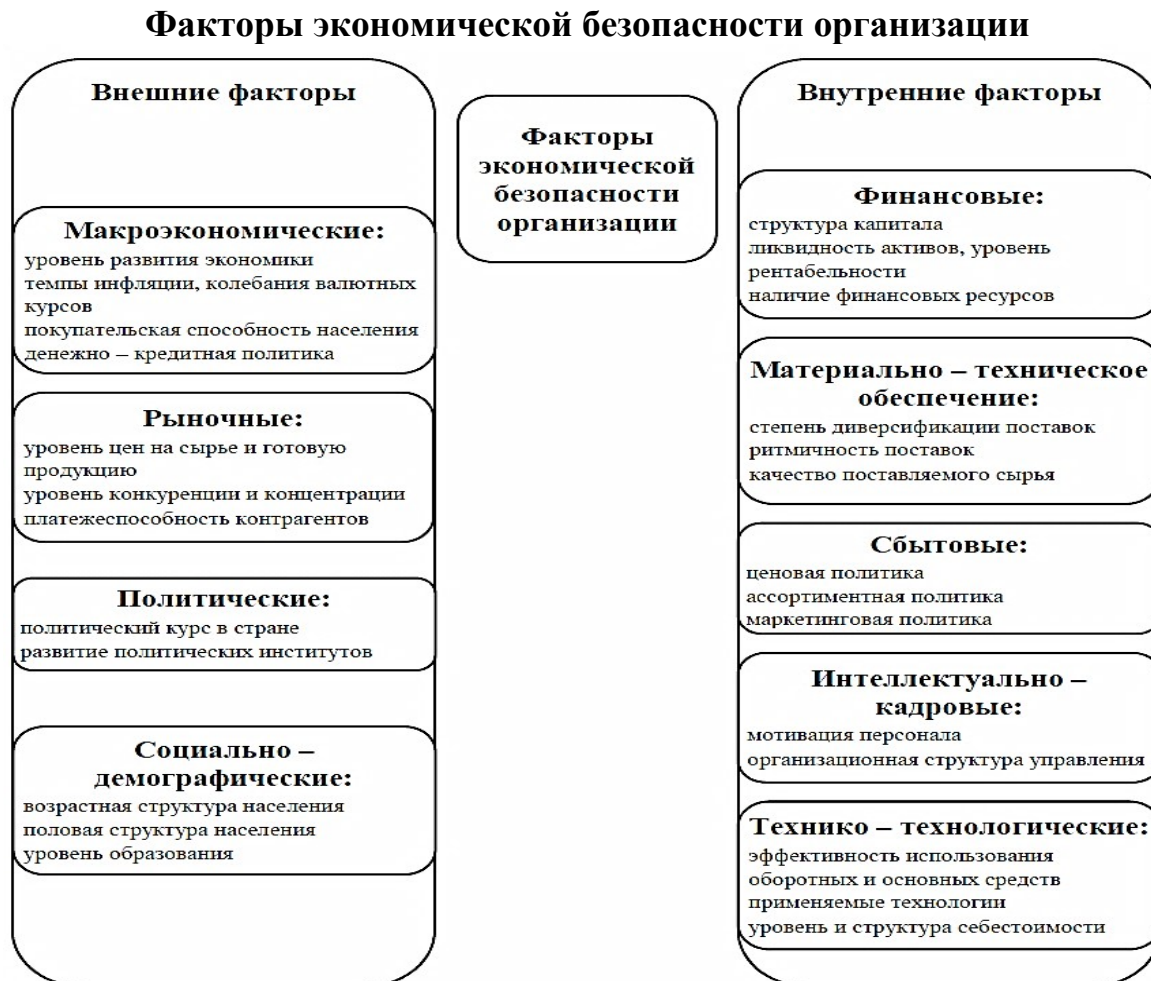 Факторы экономической безопасности организации
Внешние факторы
Макроэкономические:
уровень развития экономики
темпы инфляции, колебания валютных
курсов
покупательская способность населения
денежно – кредитная политика
Рыночные:
уровень цен на сырье и готовую
продукцию
уровень конкуренции и концентрации
платежеспособность контрагентов
Политические:
политический курс в стране
развитие политических институтов
Социально –
демографические:
возрастная структура населения
половая структура населения
уровень образования
Факторы
экономической
безопасности
организации
Внутренние факторы
Финансовые:
структура капитала
ликвидность активов, уровень
рентабельности
наличие финансовых ресурсов
Материально – техническое
обеспечение:
степень диверсификации поставок
ритмичность поставок
качество поставляемого сырья
Сбытовые:
ценовая политика
ассортиментная политика
маркетинговая политика
Интеллектуально –
кадровые:
мотивация персонала
организационная структура управления
Технико – технологические:
эффективность использования
оборотных и основных средств
применяемые технологии
уровень и структура себестоимости